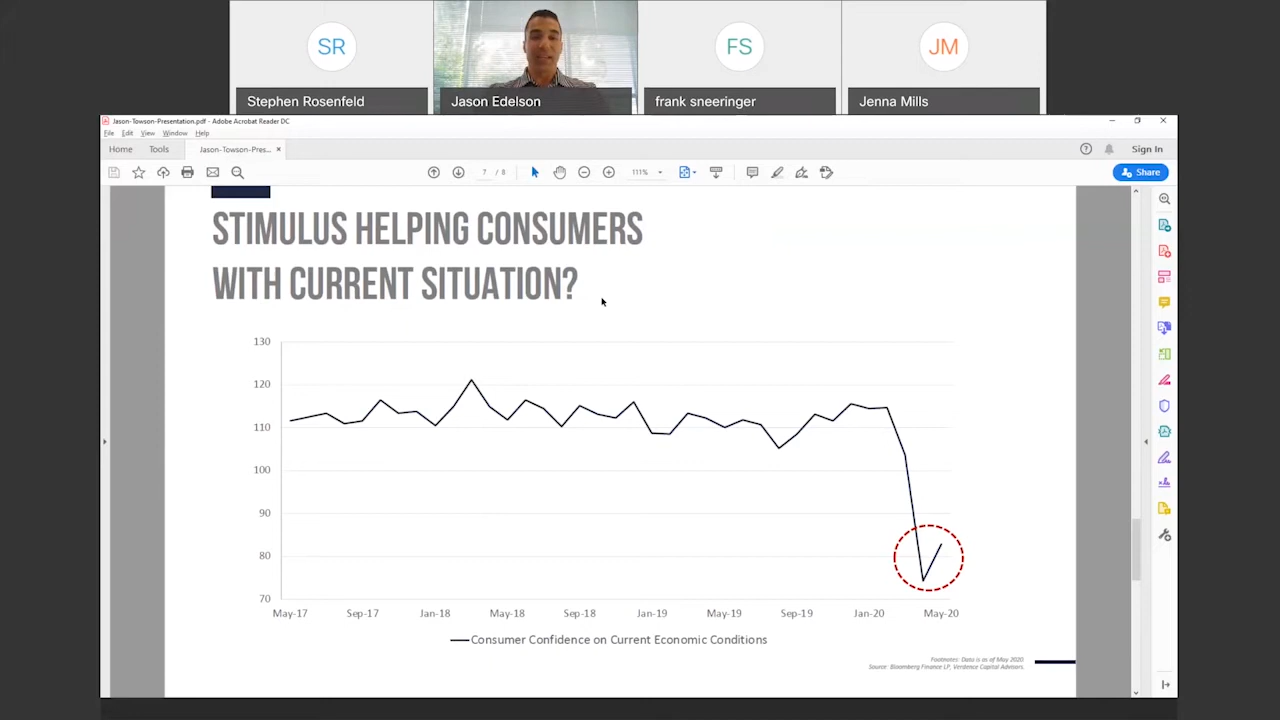 SR
FS
JM
Stephen Rosenfeld
Jason Edelson
frank sneeringer
Jenna Mills
Jason-Towson-Presentation.pdf - Adobe Acrobat Reader DC
File Edit View Window Help
Home Tools Jason-Towson-Pres... ×
Sign In
7 / 8
111%
Share
STIMULUS HELPING CONSUMERS
WITH CURRENT SITUATION?
130
120
110
100
90
80
70
May-17 Sep-17 Jan-18 May-18 Sep-18 Jan-19 May-19 Sep-19 Jan-20 May-20
Consumer Confidence on Current Economic Conditions
Footnotes: Data is as of May 2020.
Source: Bloomberg Finance LP, Verdence Capital Advisors.